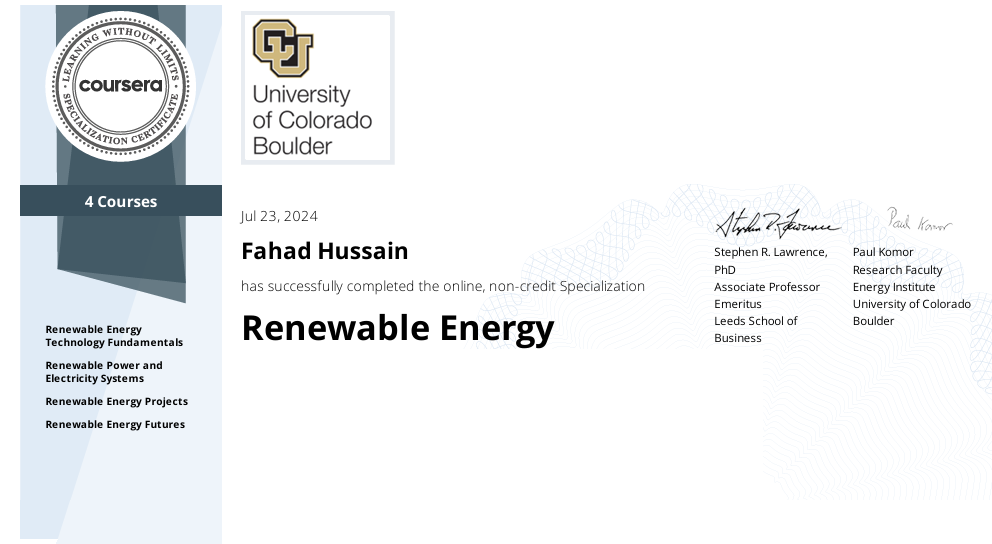 LEARNING WITHOUT LIMITS
coursera
SPECIALIZATION CERTIFICATE
4 Courses
Renewable Energy
Technology Fundamentals
Renewable Power and
Electricity Systems
Renewable Energy Projects
Renewable Energy Futures
CU
University
of Colorado
Boulder
Jul 23, 2024
Fahad Hussain
has successfully completed the online, non-credit Specialization
Renewable Energy
Stephen R. Lawrence
Stephen R. Lawrence,
PhD
Associate Professor
Emeritus
Leeds School of
Business
Paul Komor
Paul Komor
Research Faculty
Energy Institute
University of Colorado
Boulder